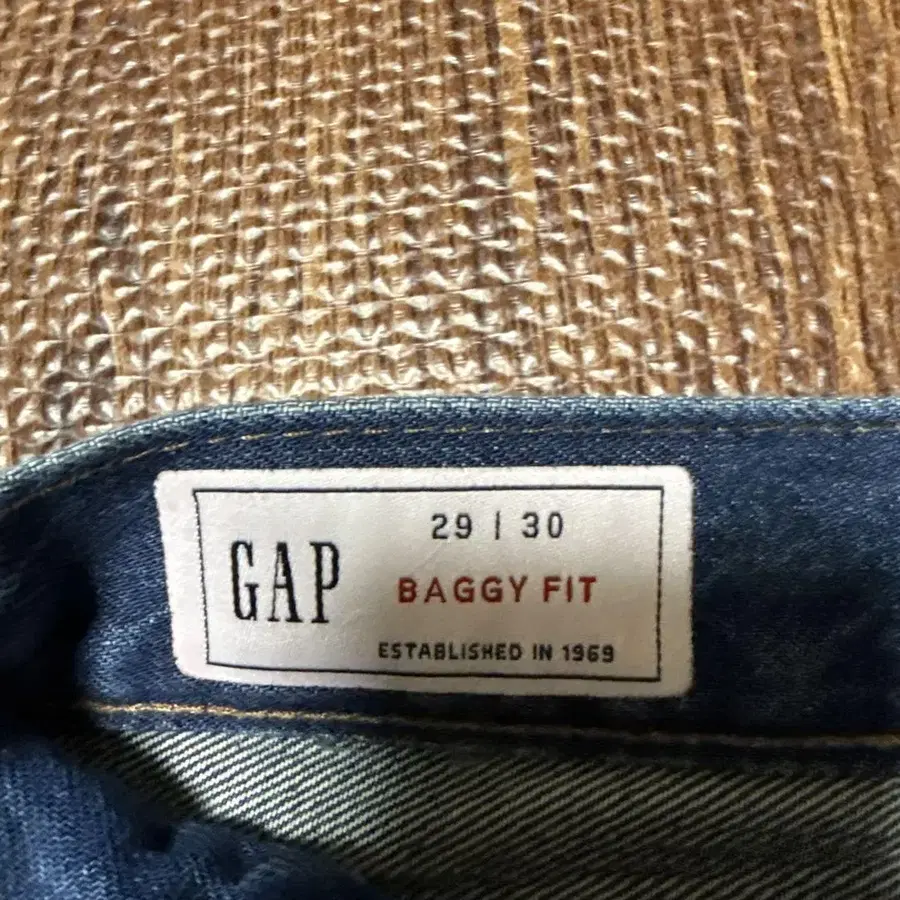 GAP
29 | 30
BAGGY FIT
ESTABLISHED IN 1969